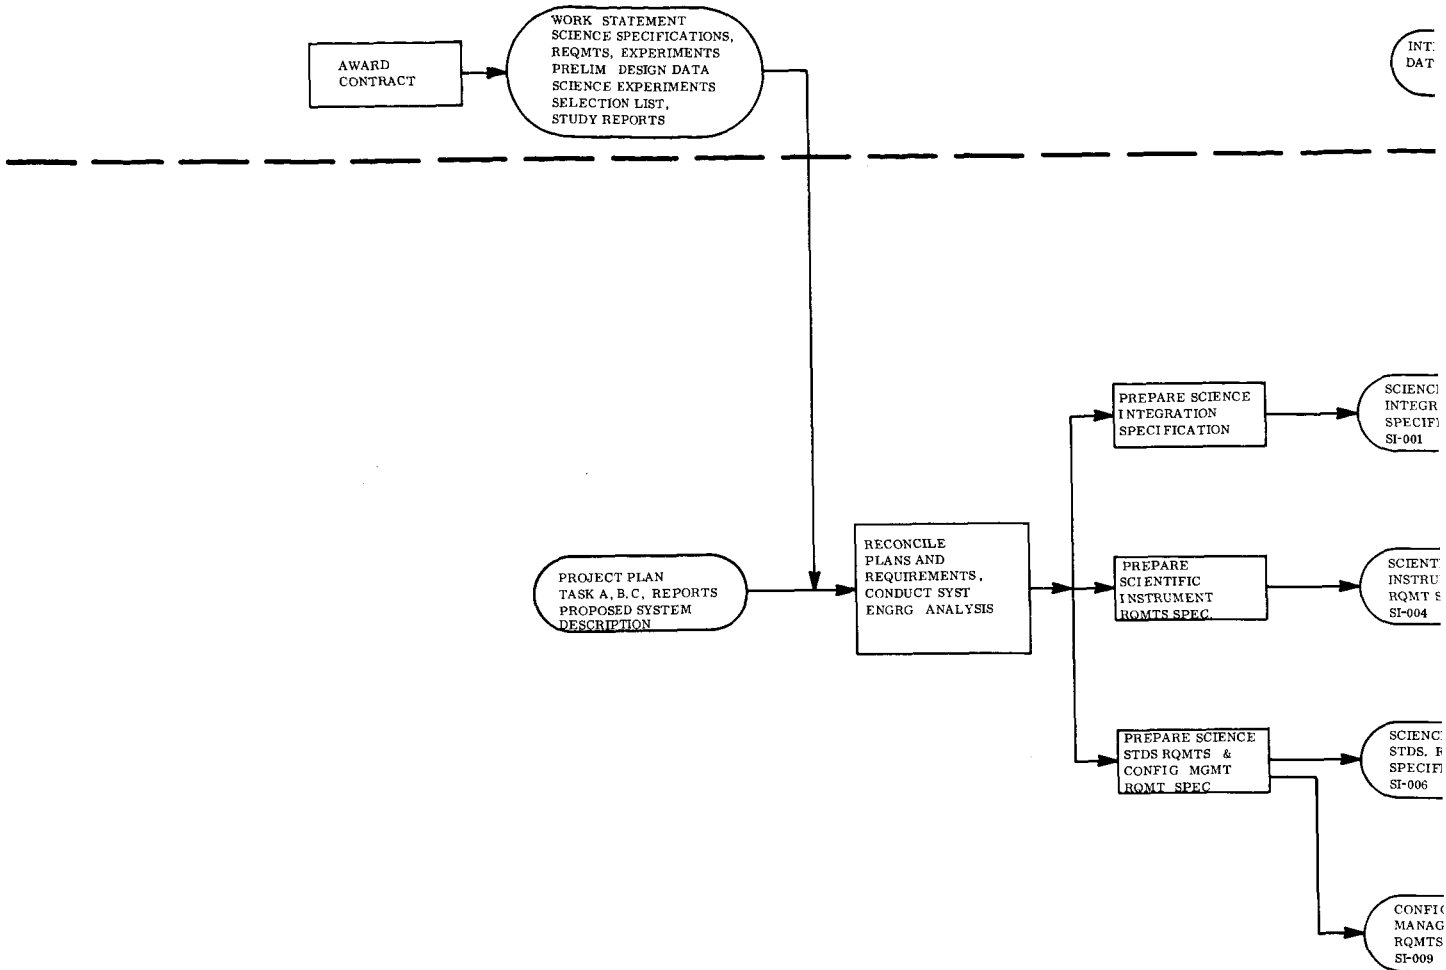 AWARD
CONTRACT
WORK STATEMENT
SCIENCE SPECIFICATIONS,
REQMTS, EXPERIMENTS
PRELIM DESIGN DATA
SCIENCE EXPERIMENTS
SELECTION LIST,
STUDY REPORTS
PROJECT PLAN
TASK A, B. C, REPORTS
PROPOSED SYSTEM
DESCRIPTION
RECONCILE
PLANS AND
REQUIREMENTS,
CONDUCT SYST
ENGRG ANALYSIS
PREPARE SCIENCE
INTEGRATION
SPECIFICATION
PREPARE
SCIENTIFIC
INSTRUMENT
RQMTS SPEC.
PREPARE SCIENCE
STDS RQMTS &
CONFIG MGMT
RQMT SPEC
SI-001
RQMT
SI-004
STDS.
SI-006
RQMTS
SI-009